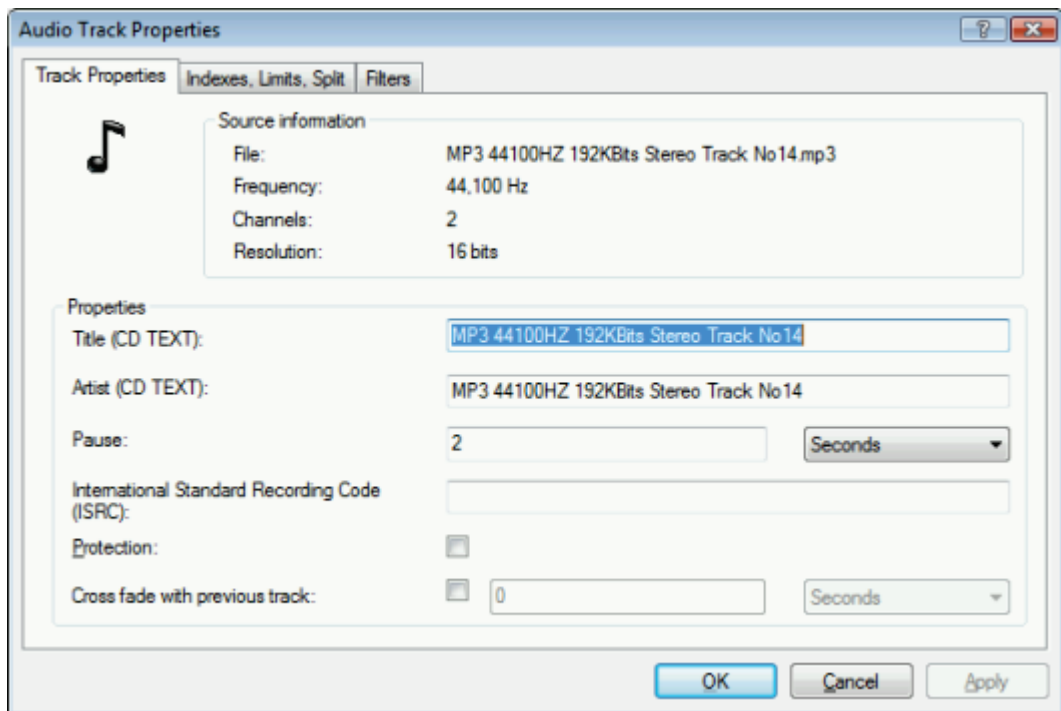 Audio Track Properties
Track Properties
Indexes, Limits, Split
Filters
Source information
File: MP3 44100HZ 192KBits Stereo Track No14.mp3
Frequency: 44,100 Hz
Channels: 2
Resolution: 16 bits
Properties
Title (CD TEXT): MP3 44100HZ 192KBits Stereo Track No14
Artist (CD TEXT): MP3 44100HZ 192KBits Stereo Track No14
Pause: 2 Seconds
International Standard Recording Code
(ISRC):
Protection:
Cross fade with previous track: 0 Seconds
OK Cancel Apply